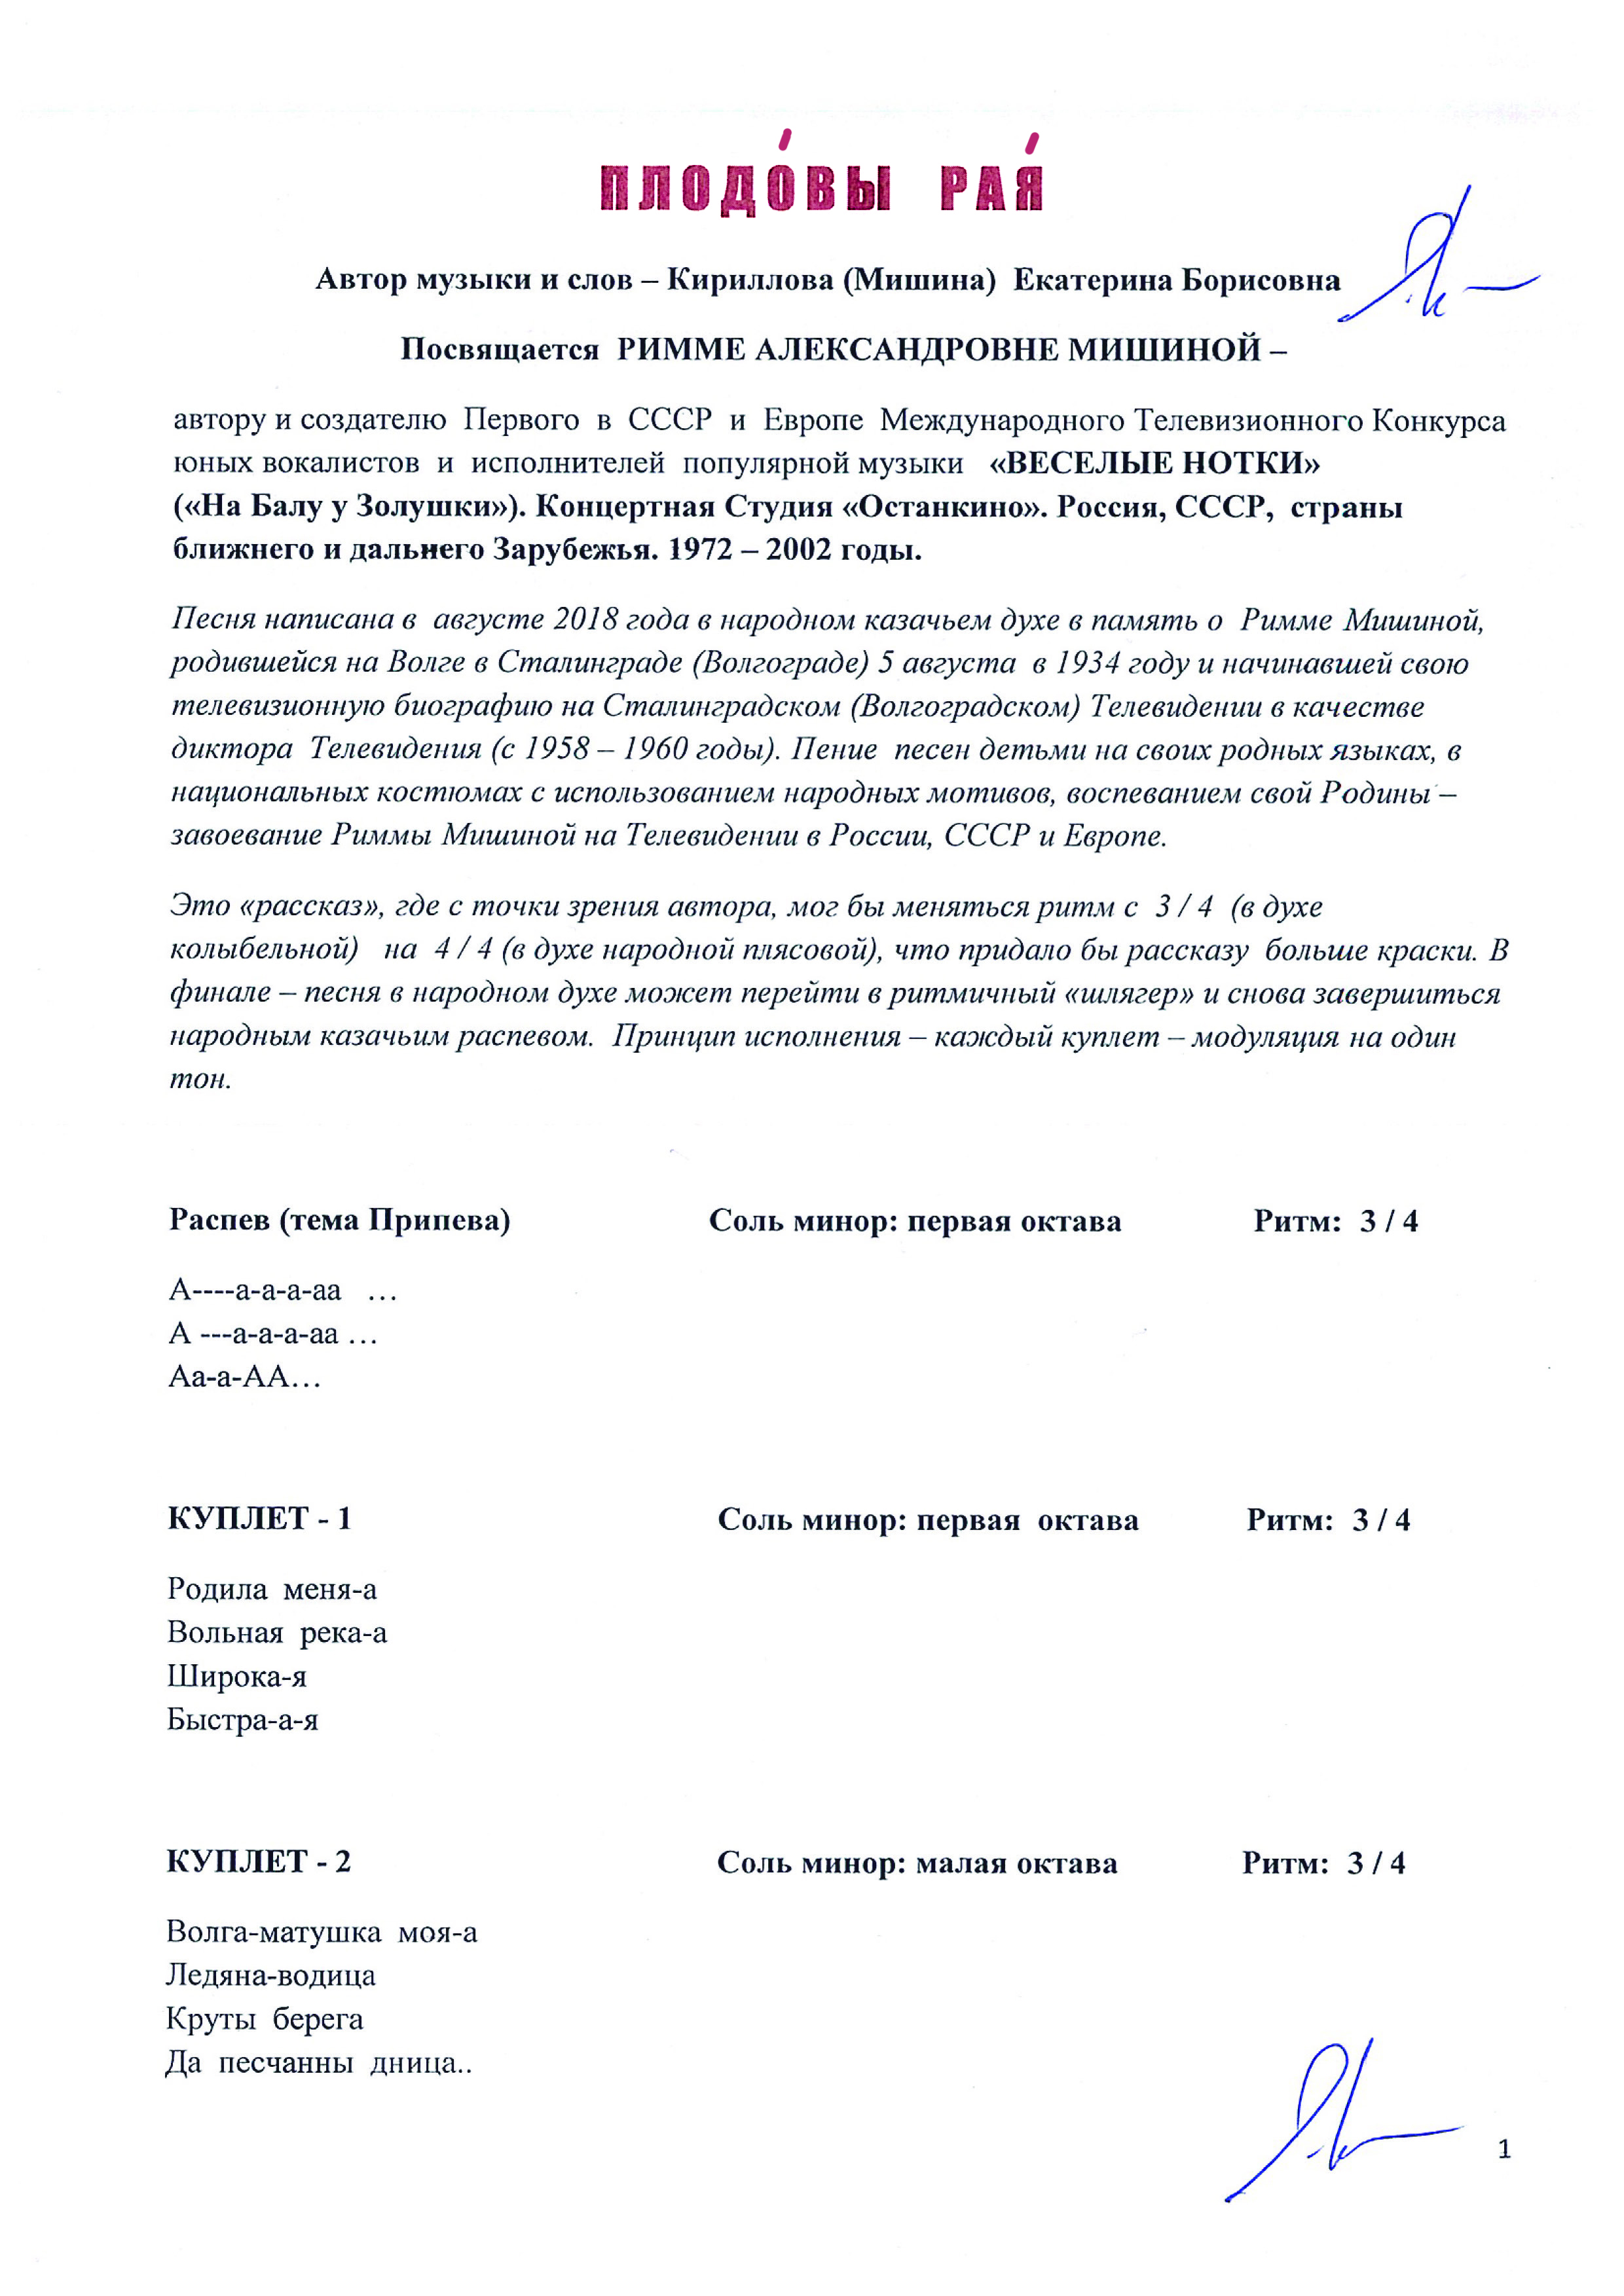 ПЛОДО́ВЫ РАЯ́
Автор музыки и слов – Кириллова (Мишина) Екатерина Борисовна
Посвящается РИММЕ АЛЕКСАНДРОВНЕ МИШИНОЙ –
автору и создателю Первого в СССР и Европе Международного Телевизионного Конкурса
юных вокалистов и исполнителей популярной музыки «ВЕСЕЛЫЕ НОТКИ»
(«На Балу у Золушки»). Концертная Студия «Останкино». Россия, СССР, страны
ближнего и дальнего Зарубежья. 1972 – 2002 годы.
Песня написана в августе 2018 года в народном казачьем духе в память о Римме Мишиной,
родившейся на Волге в Сталинграде (Волгограде) 5 августа в 1934 году и начинавшей свою
телевизионную биографию на Сталинградском (Волгоградском) Телевидении в качестве
диктора Телевидения (с 1958 – 1960 годы). Пение песен детьми на своих родных языках, в
национальных костюмах с использованием народных мотивов, воспеванием свой Родины –
завоевание Риммы Мишиной на Телевидении в России, СССР и Европе.
Это «рассказ», где с точки зрения автора, мог бы меняться ритм с 3 / 4 (в духе
колыбельной) на 4 / 4 (в духе народной плясовой), что придало бы рассказу больше краски. В
финале – песня в народном духе может перейти в ритмичный «шлягер» и снова завершиться
народным казачьим распевом. Принцип исполнения – каждый куплет – модуляция на один
тон.
Распев (тема Припева) Соль минор: первая октава Ритм: 3 / 4
А----а-а-а-аа …
А ---а-а-а-аа …
Аа-а-АА…
КУПЛЕТ - 1 Соль минор: первая октава Ритм: 3 / 4
Родила меня-а
Вольная река-а
Широка-я
Быстра-а-я
КУПЛЕТ - 2 Соль минор: малая октава Ритм: 3 / 4
Волга-матушка моя-а
Ледяна-водица
Круты берега
Да песчанны дница..
1